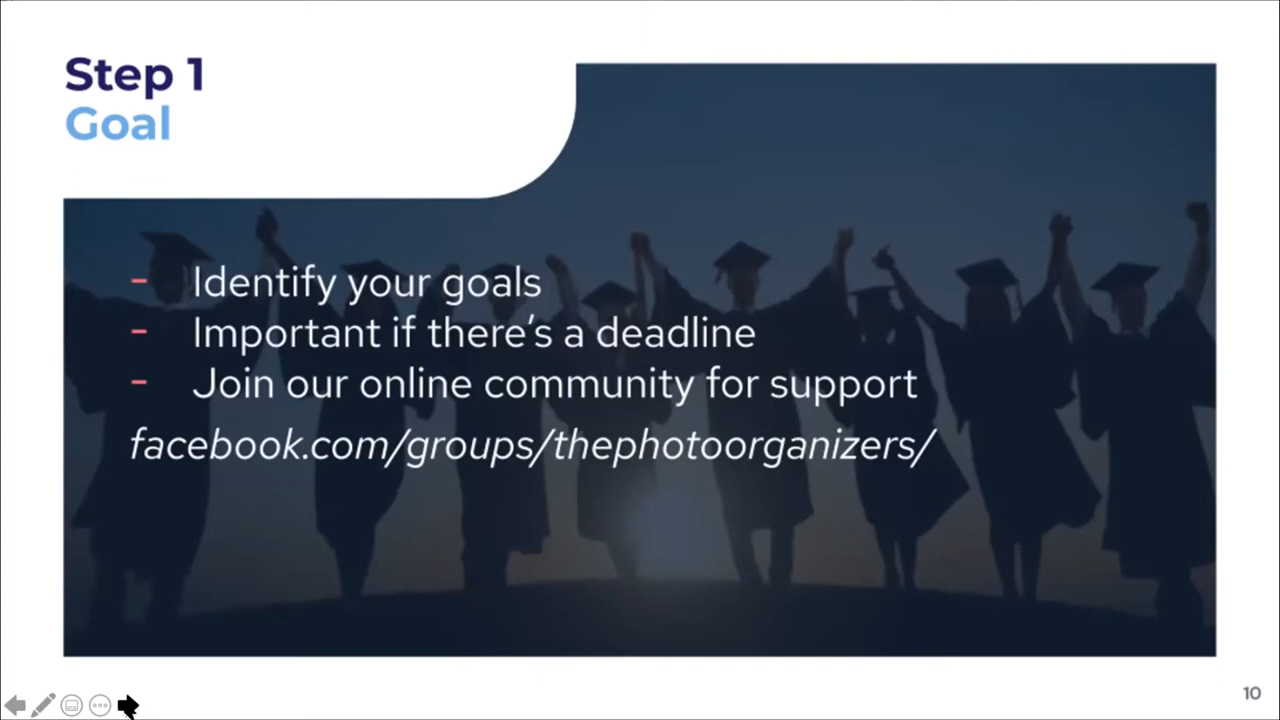 Step 1
Goal
- Identify your goals
- Important if there's a deadline
- Join our online community for support
facebook.com/groups/thephotoorganizers/
10